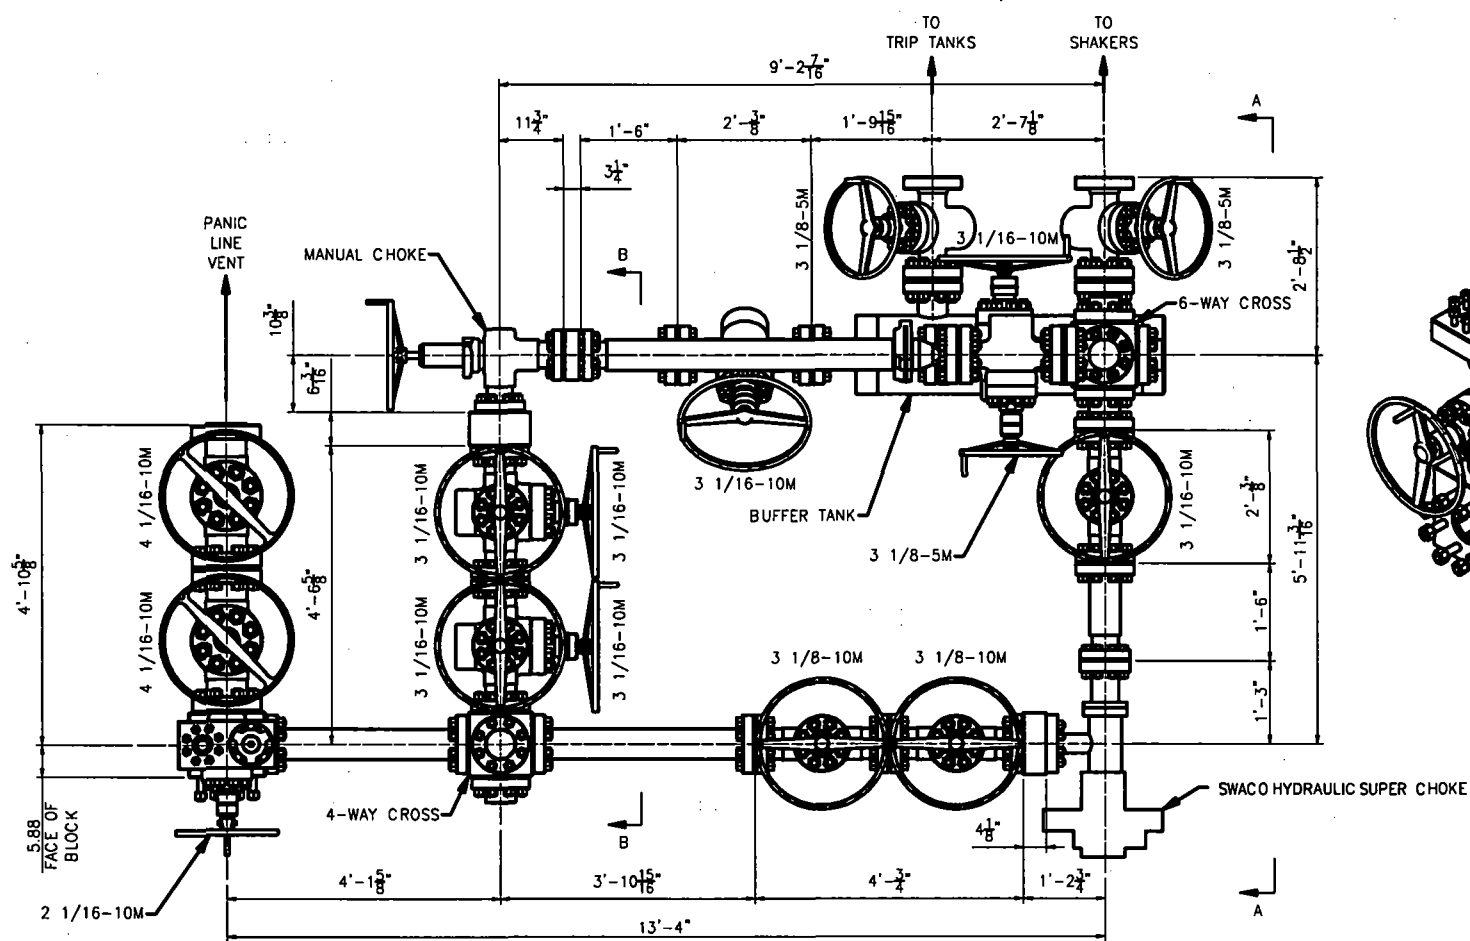 TO
TRIP TANKS
TO
SHAKERS
9'-2 7/16"
A
11 3/4"
1'-6"
2'-3/8"
1'-9 15/16"
2'-7 1/8"
3 1/4"
PANIC
LINE
VENT
MANUAL CHOKE
B
3 1/8-5M
3 1/16-10M
3 1/8-5M
2'-8 1/2"
10 3/8"
6 3/16"
6-WAY CROSS
4 1/16-10M
3 1/16-10M
3 1/16-10M
3 1/16-10M
BUFFER TANK
3 1/8-5M
3 1/16-10M
2'-3/8"
5'-11 3/16"
4'-10 5/8"
4'-6 5/8"
4 1/16-10M
3 1/16-10M
3 1/16-10M
1'-6"
3 1/8-10M
3 1/8-10M
1'-3"
5.88
FACE OF
BLOCK
4-WAY CROSS
B
4 1/8"
SWACO HYDRAULIC SUPER CHOKE
4'-1 5/8"
3'-10 15/16"
4'-3/4"
1'-2 3/4"
A
2 1/16-10M
13'-4"